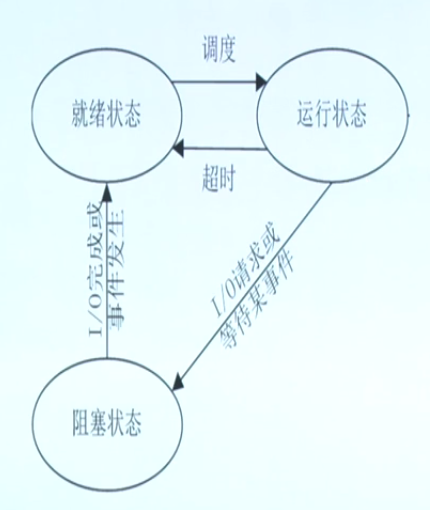 调度
就绪状态
运行状态
超时
I/O完成或
事件发生
I/O请求或
等待某事件
阻塞状态